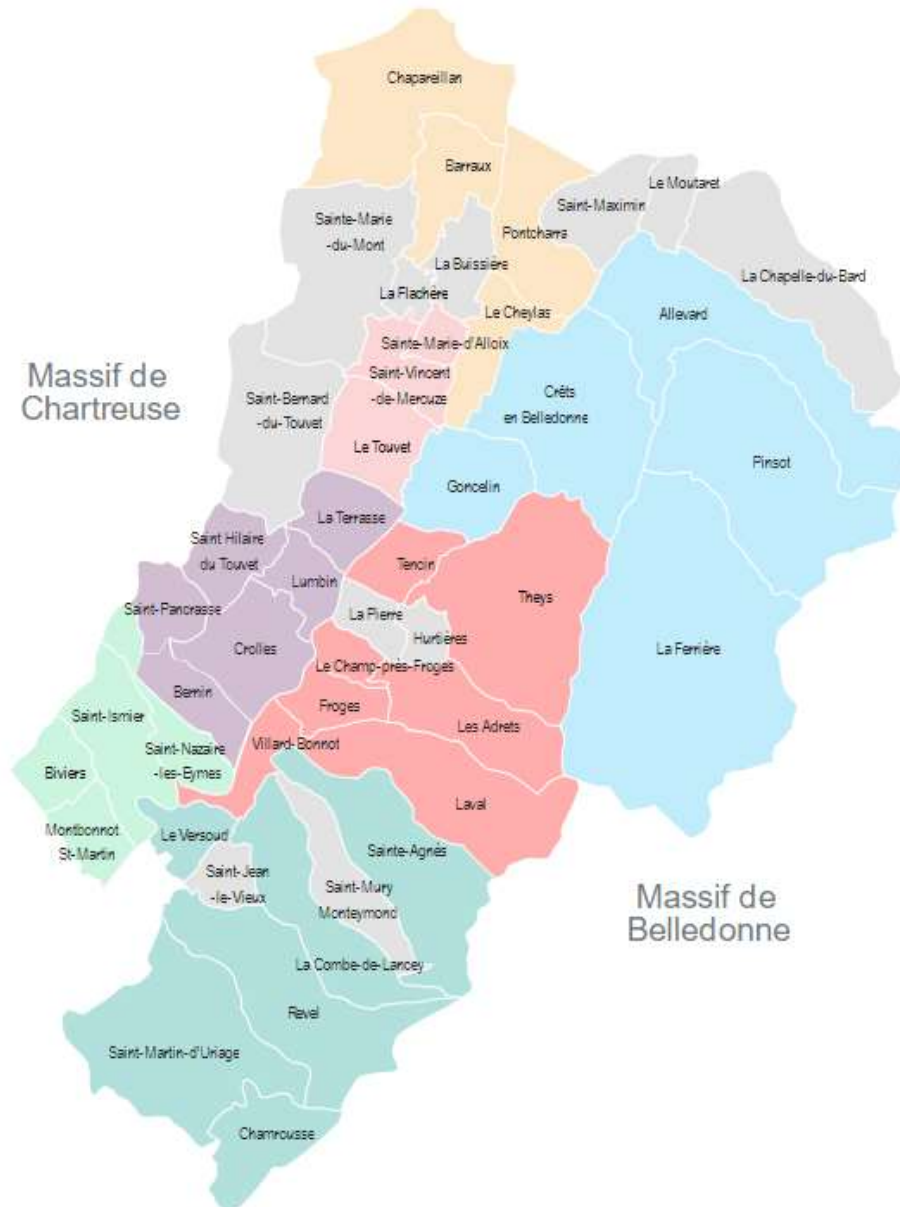 Chapareillan
Barraux
Le Moutaret
Saint-Maximin
Sainte-Marie
-du-Mont
Pontcharra
La Buissière
La Chapelle-du-Bard
La Flachère
Le Cheylas
Allevard
Sainte-Marie-d'Alloix
Massif de
Chartreuse
Saint-Vincent
-de-Mercuze
Saint-Bernard
-du-Touvet
Crêts
en Belledonne
Le Touvet
Pinsot
Goncelin
La Terrasse
Saint Hilaire
du Touvet
Tencin
Lumbin
Theys
Saint-Pancrasse
La Pierre
Hurtières
Crolles
La Ferrière
Le Champ-près-Froges
Bernin
Froges
Saint-Ismier
Les Adrets
Villard-Bonnot
Saint-Nazaire
-les-Eymes
Biviers
Laval
Montbonnot
St-Martin
Le Versoud
Sainte-Agnès
Saint-Jean
-le-Vieux
Saint-Mury
Monteymond
Massif de
Belledonne
La Combe-de-Lancey
Revel
Saint-Martin-d'Uriage
Chamrousse